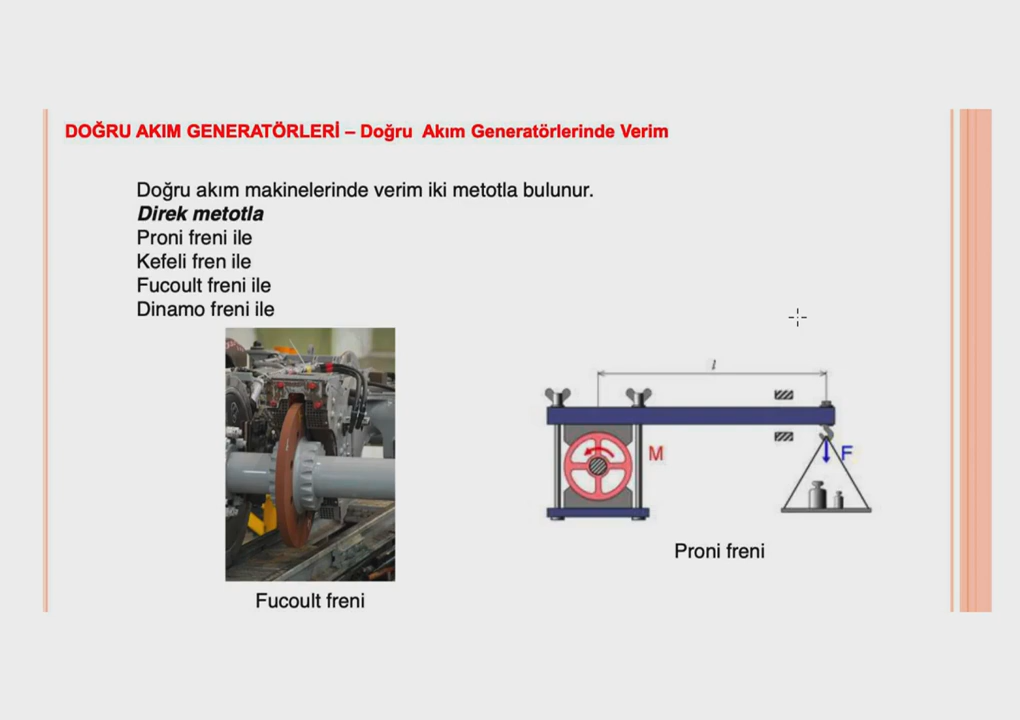 DOĞRU AKIM GENERATÖRLERİ – Doğru Akım Generatörlerinde Verim
Doğru akım makinelerinde verim iki metotla bulunur.
Direk metotla
Proni freni ile
Kefeli fren ile
Fucoult freni ile
Dinamo freni ile
l
M
F
Proni freni
Fucoult freni